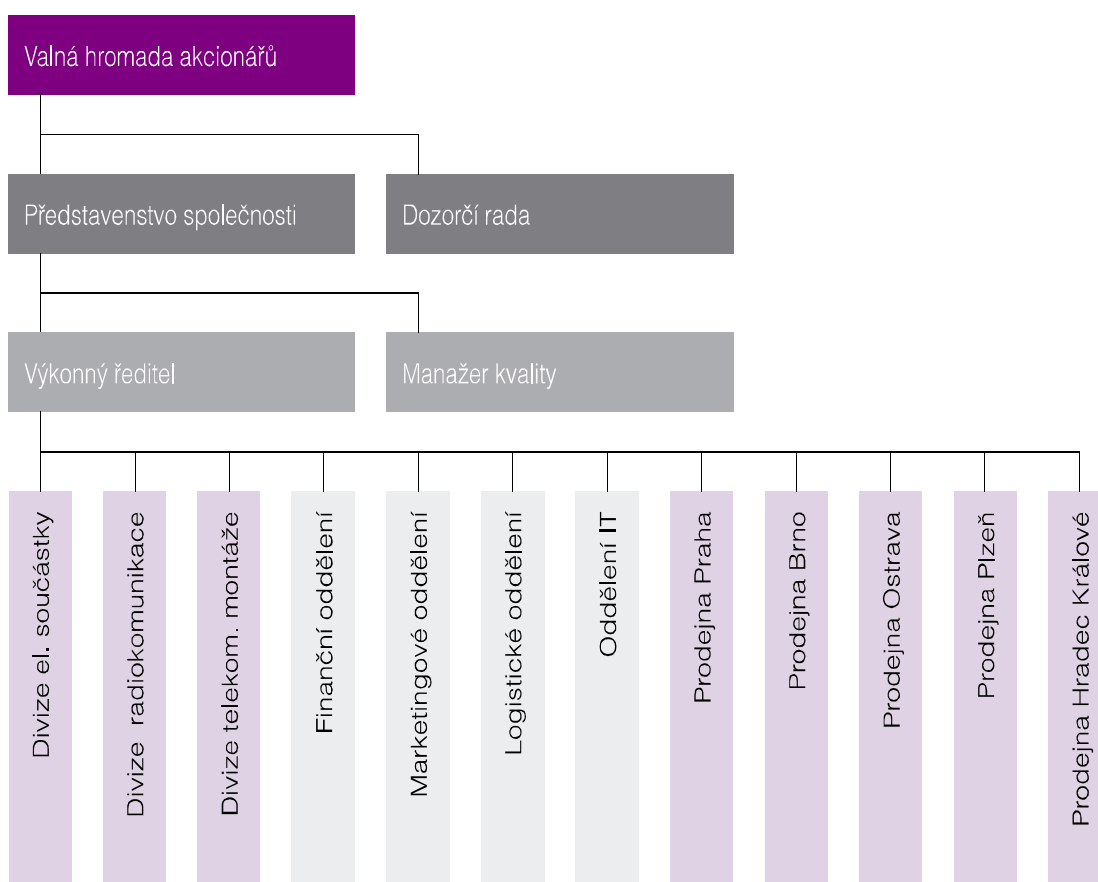 Valná hromada akcionářů
Představenstvo společnosti
Dozorčí rada
Výkonný ředitel
Manažer kvality
Divize el. součástky
Divize radiokomunikace
Divize telekom. montáže
Finanční oddělení
Marketingové oddělení
Logistické oddělení
Oddělení IT
Prodejna Praha
Prodejna Brno
Prodejna Ostrava
Prodejna Plzeň
Prodejna Hradec Králové